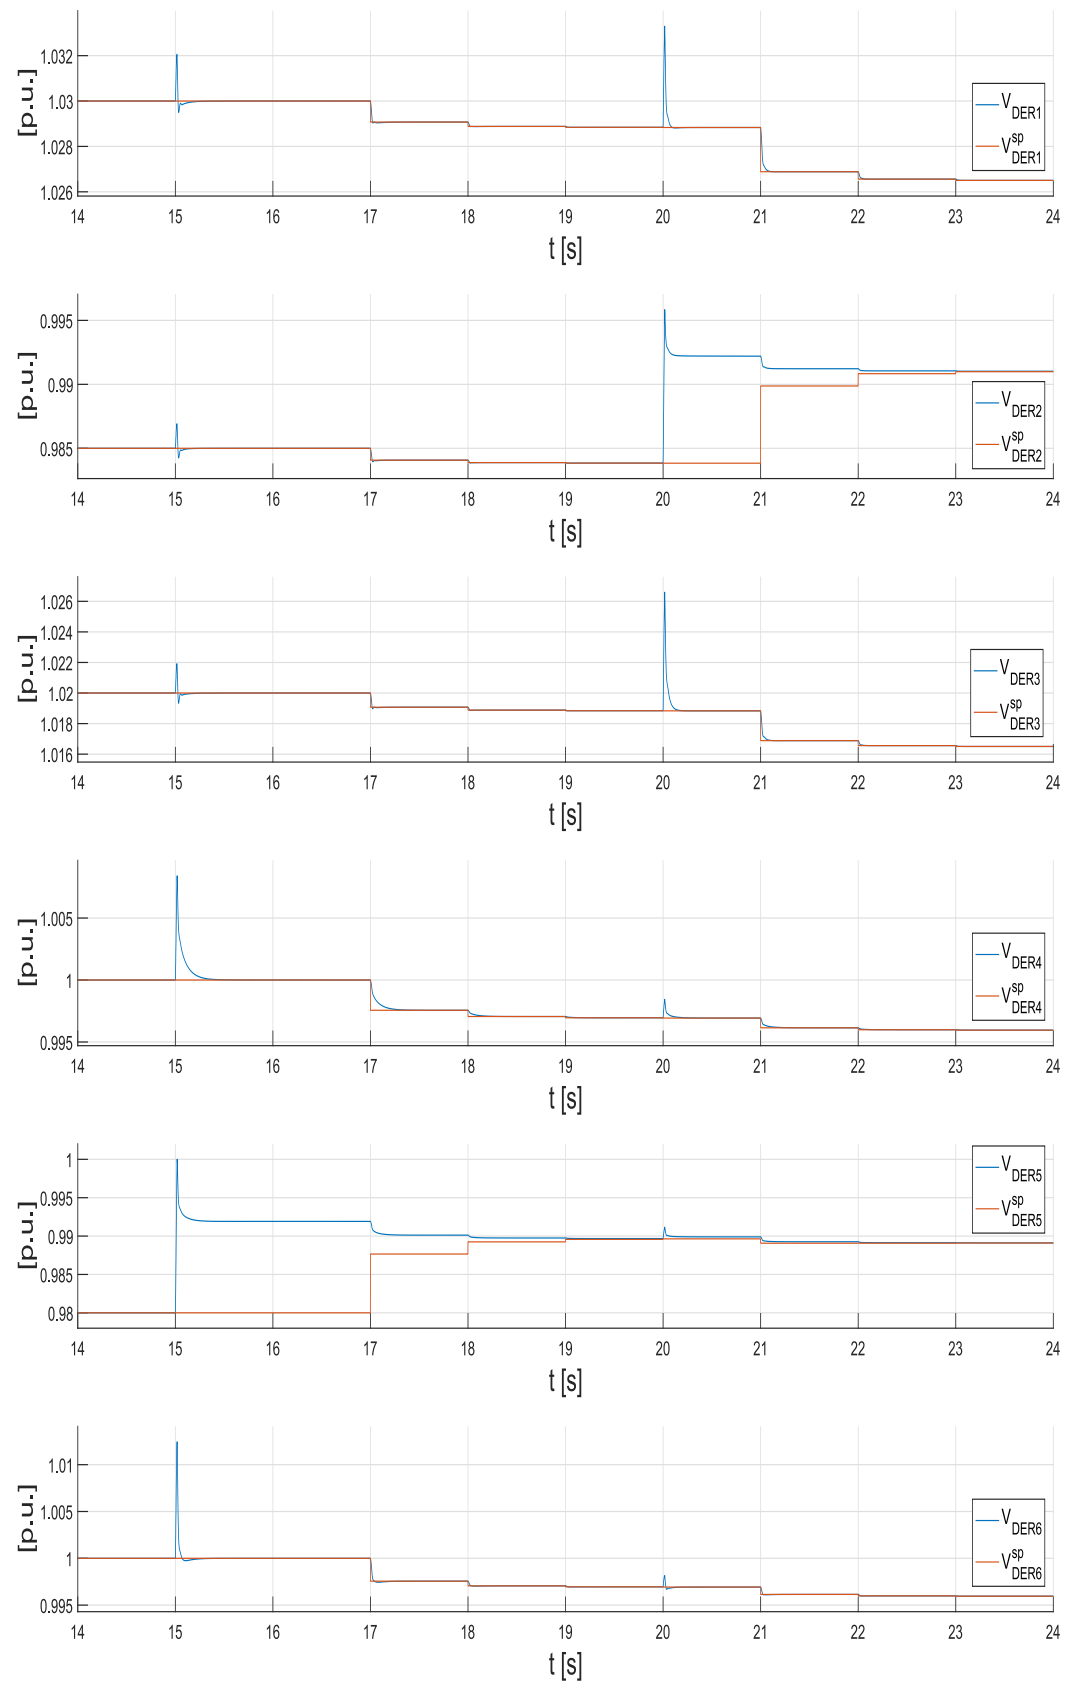 [p.u.]
1.032
1.03
1.028
1.026
V_DER1
V^sp_DER1
14 15 16 17 18 19 20 21 22 23 24
t [s]
[p.u.]
0.995
0.99
0.985
V_DER2
V^sp_DER2
14 15 16 17 18 19 20 21 22 23 24
t [s]
[p.u.]
1.026
1.024
1.022
1.02
1.018
1.016
V_DER3
V^sp_DER3
14 15 16 17 18 19 20 21 22 23 24
t [s]
[p.u.]
1.005
1
0.995
V_DER4
V^sp_DER4
14 15 16 17 18 19 20 21 22 23 24
t [s]
[p.u.]
1
0.995
0.99
0.985
0.98
V_DER5
V^sp_DER5
14 15 16 17 18 19 20 21 22 23 24
t [s]
[p.u.]
1.01
1.005
1
0.995
V_DER6
V^sp_DER6
14 15 16 17 18 19 20 21 22 23 24
t [s]